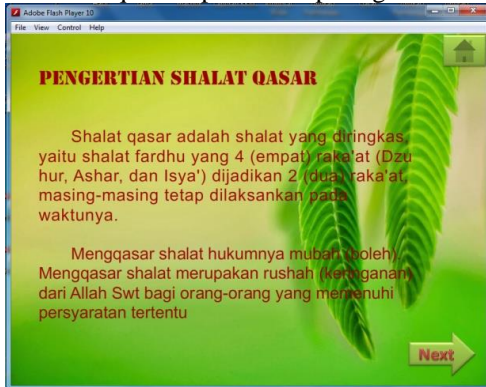 Adobe Flash Player 10
File View Control Help
PENGERTIAN SHALAT QASAR
Shalat qasar adalah shalat yang diringkas,
yaitu shalat fardhu yang 4 (empat) raka'at (Dzu
hur, Ashar, dan Isya') dijadikan 2 (dua) raka'at,
masing-masing tetap dilaksankan pada
waktunya.
Mengqasar shalat hukumnya mubah (boleh).
Mengqasar shalat merupakan rushah (keringanan)
dari Allah Swt bagi orang-orang yang memenuhi
persyaratan tertentu
Next